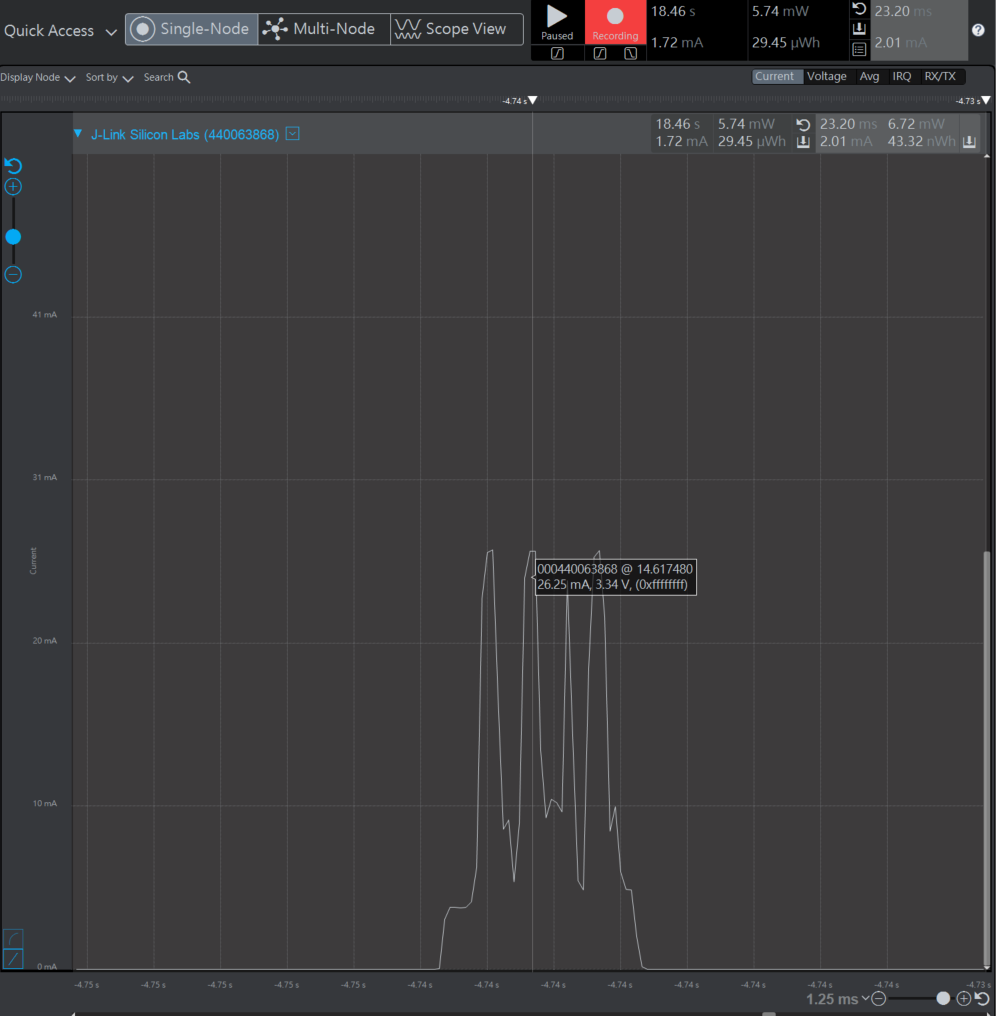 Quick Access Single-Node Multi-Node Scope View
Paused Recording
18.46 s 5.74 mW 23.20 ms
1.72 mA 29.45 µWh 2.01 mA
?
Display Node Sort by Search
Current Voltage Avg IRQ RX/TX
-4.74 s -4.73 s
J-Link Silicon Labs (440063868)
18.46 s 5.74 mW 23.20 ms 6.72 mW
1.72 mA 29.45 µWh 2.01 mA 43.32 nWh
41 mA
31 mA
Current
000440063868 @ 14.617480
26.25 mA, 3.34 V, (0xffffffff)
20 mA
10 mA
0 mA
-4.75 s -4.75 s -4.75 s -4.75 s -4.75 s -4.74 s -4.74 s -4.74 s -4.74 s -4.74 s -4.74 s -4.74 s -4.74 s -4.73 s
1.25 ms